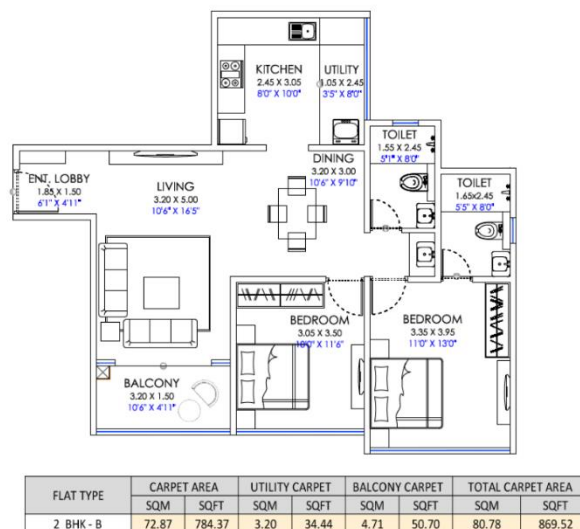 KITCHEN
2.45 X 3.05
8'0" X 10'0"
UTILITY
1.05 X 2.45
3'5" X 8'0"
TOILET
1.55 X 2.45
5'1" X 8'0"
DINING
3.20 X 3.00
10'6" X 9'10"
ENT. LOBBY
1.85 X 1.50
6'1" X 4'11"
LIVING
3.20 X 5.00
10'6" X 16'5"
TOILET
1.65x2.45
5'5" X 8'0"
BEDROOM
3.05 X 3.50
10'0" X 11'6"
BEDROOM
3.35 X 3.95
11'0" X 13'0"
BALCONY
3.20 X 1.50
10'6" X 4'11"
FLAT TYPE CARPET AREA UTILITY CARPET BALCONY CARPET TOTAL CARPET AREA
SQM SQFT SQM SQFT SQM SQFT SQM SQFT
2 BHK - B 72.87 784.37 3.20 34.44 4.71 50.70 80.78 869.52